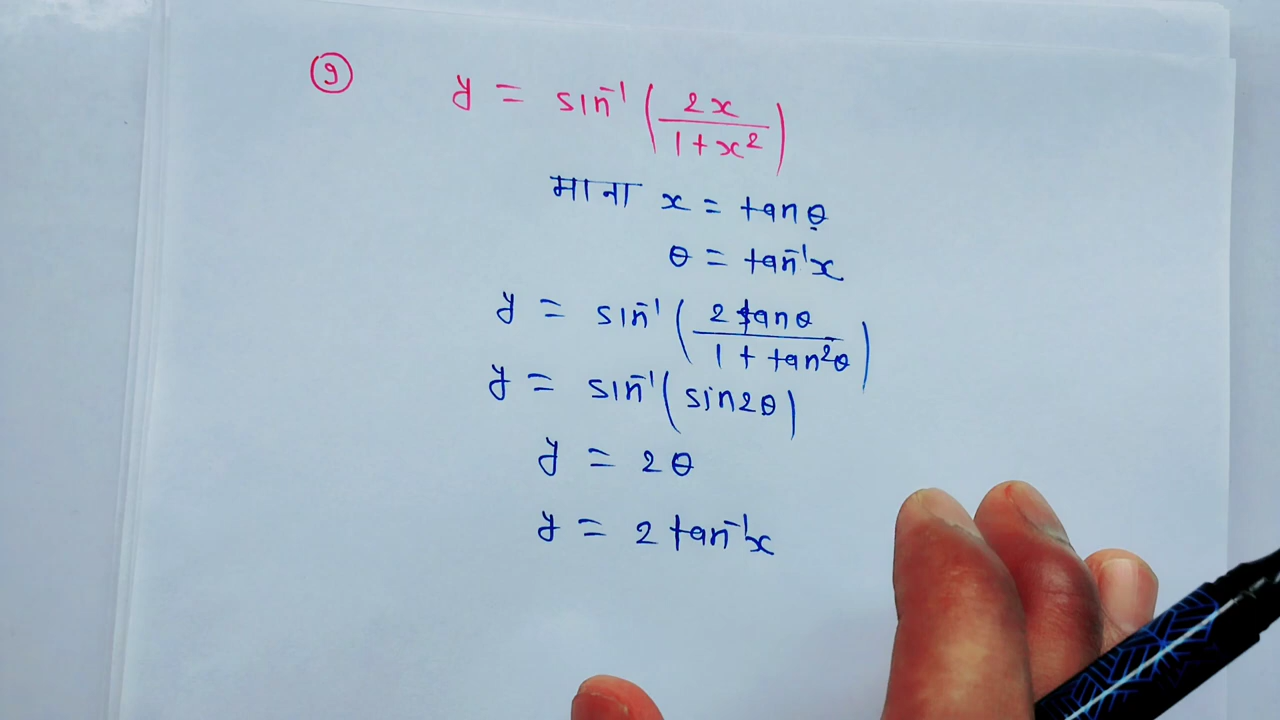 9 y = sin⁻¹(2x/1+x²)
माना x = tanθ
θ = tan⁻¹x
y = sin⁻¹(2tanθ/1+tan²θ)
y = sin⁻¹(sin2θ)
y = 2θ
y = 2tan⁻¹x